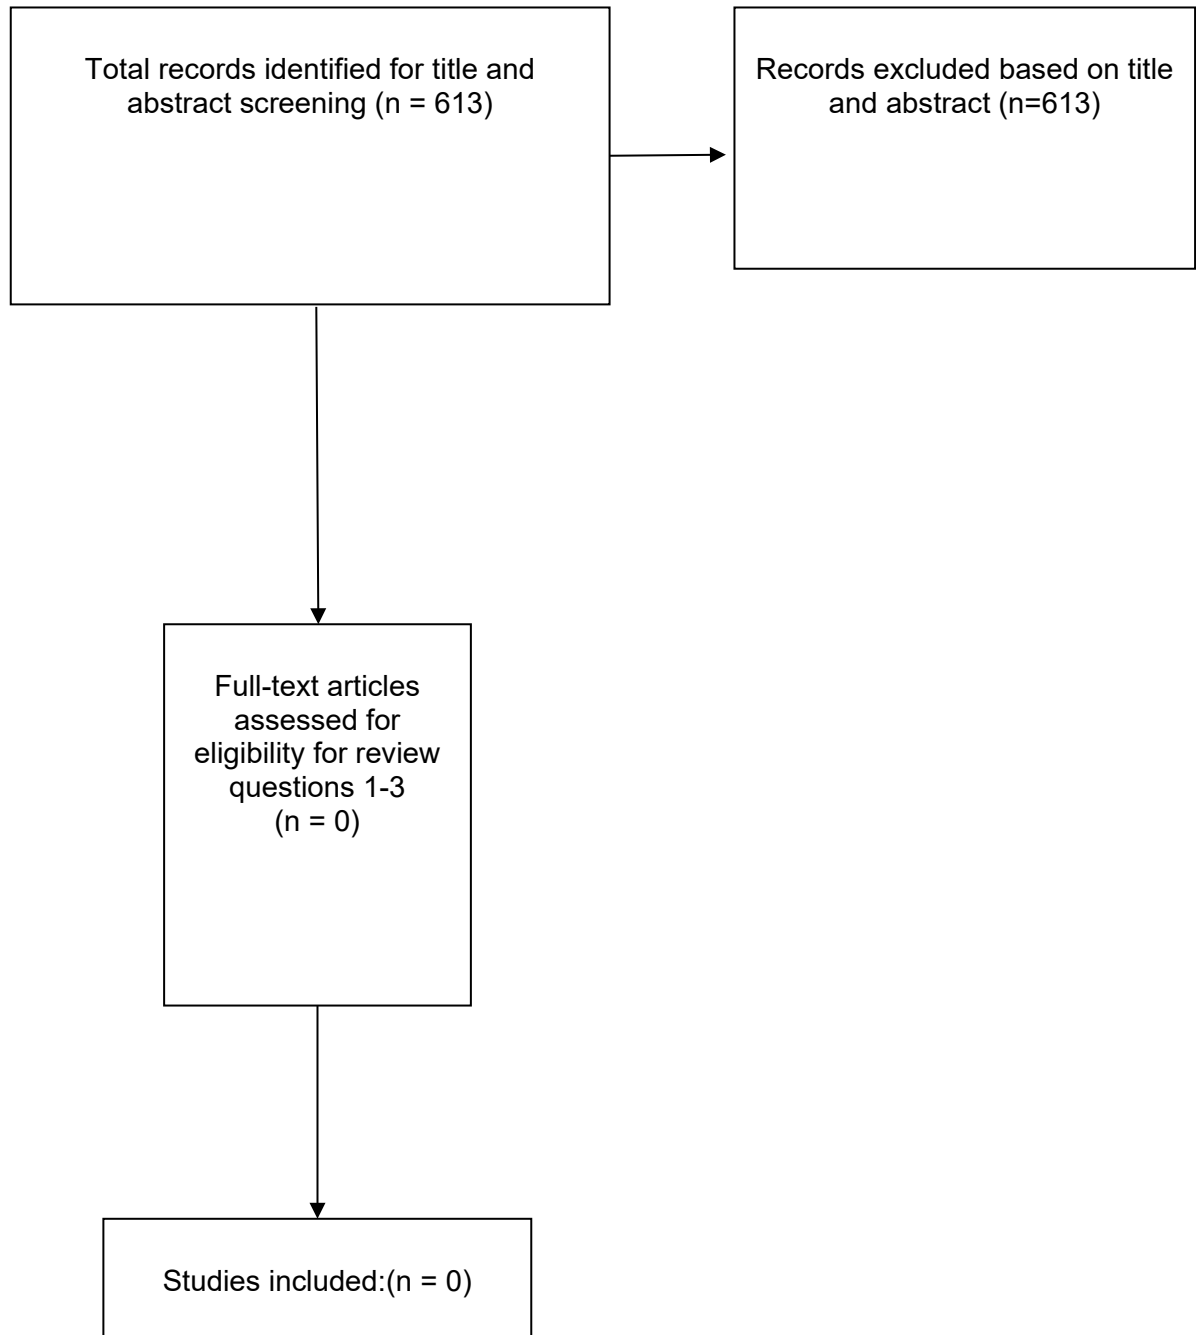 Total records identified for title and
abstract screening (n = 613)
Records excluded based on title
and abstract (n=613)
Full-text articles
assessed for
eligibility for review
questions 1-3
(n = 0)
Studies included:(n = 0)